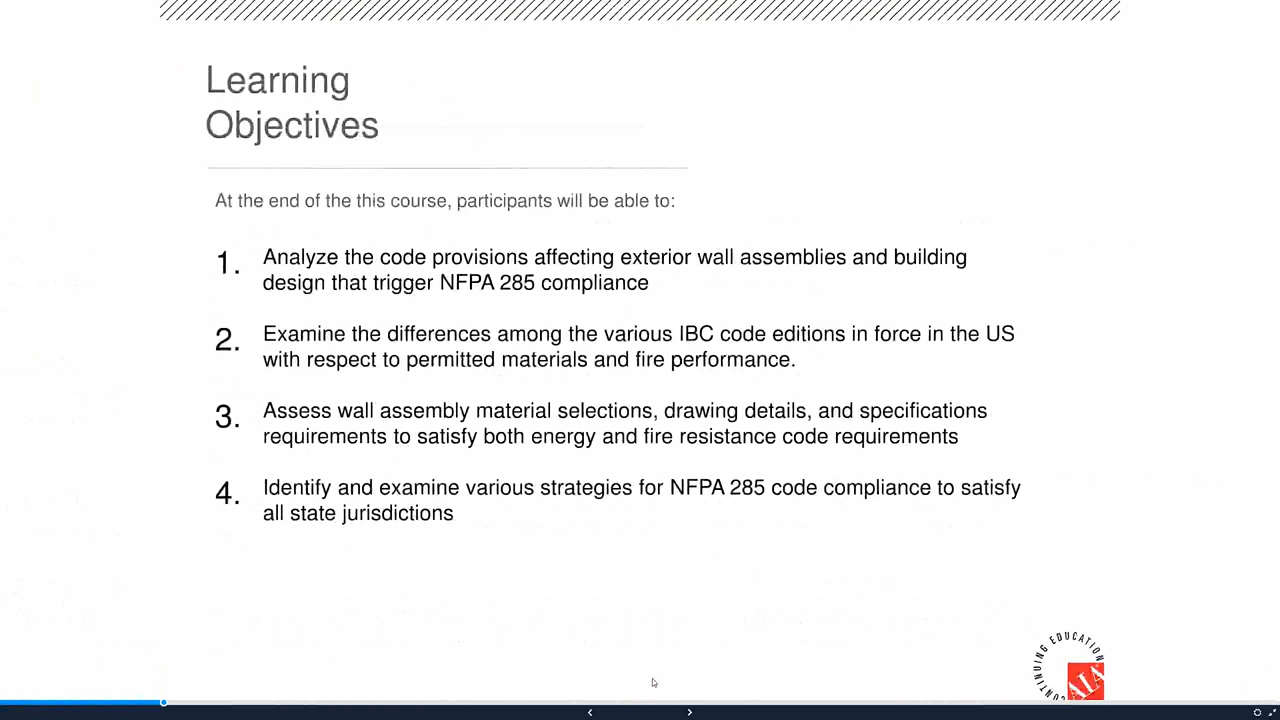 Learning
Objectives
At the end of the this course, participants will be able to:
1. Analyze the code provisions affecting exterior wall assemblies and building
design that trigger NFPA 285 compliance
2. Examine the differences among the various IBC code editions in force in the US
with respect to permitted materials and fire performance.
3. Assess wall assembly material selections, drawing details, and specifications
requirements to satisfy both energy and fire resistance code requirements
4. Identify and examine various strategies for NFPA 285 code compliance to satisfy
all state jurisdictions
CONTINUING EDUCATION
AIA